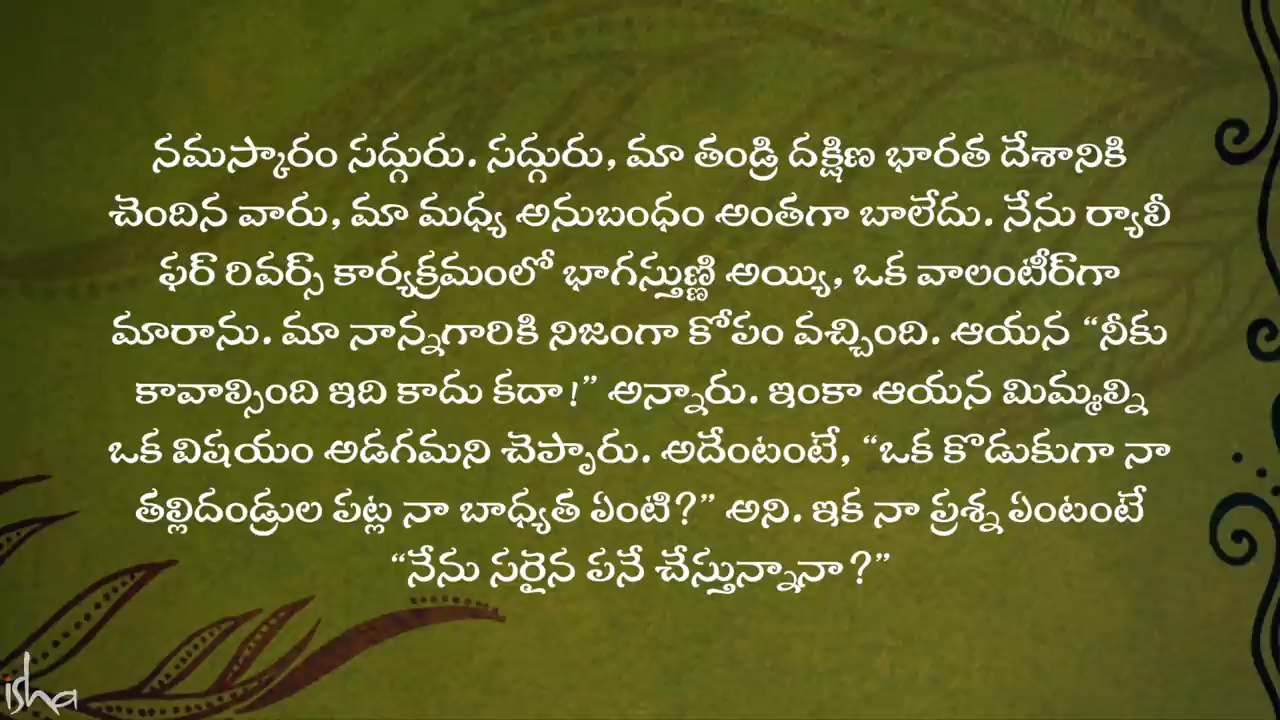 నమస్కారం సద్గురు. సద్గురు, మా తండ్రి దక్షిణ భారత దేశానికి
చెందిన వారు, మా మధ్య అనుబంధం అంతగా బాలేదు. నేను ర్యాలీ
ఫర్ రివర్స్ కార్యక్రమంలో భాగస్తుణ్ణి అయ్యి, ఒక వాలంటీర్‌గా
మారాను. మా నాన్నగారికి నిజంగా కోపం వచ్చింది. ఆయన “నీకు
కావాల్సింది ఇది కాదు కదా!” అన్నారు. ఇంకా ఆయన మిమ్మల్ని
ఒక విషయం అడగమని చెప్పారు. అదేంటంటే, “ఒక కొడుకుగా నా
తల్లిదండ్రుల పట్ల నా బాధ్యత ఏంటి?” అని. ఇక నా ప్రశ్న ఏంటంటే
“నేను సరైన పనే చేస్తున్నానా?”
isha